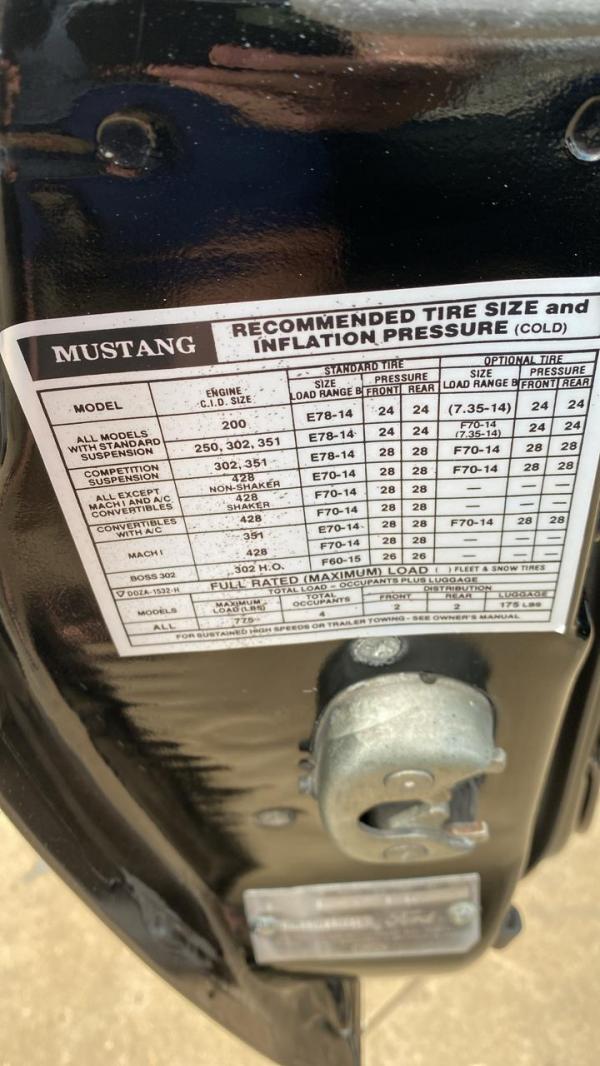 MUSTANG
RECOMMENDED TIRE SIZE and
INFLATION PRESSURE (COLD)
STANDARD TIRE OPTIONAL TIRE
MODEL ENGINE C.I.D. SIZE SIZE LOAD RANGE B PRESSURE FRONT REAR SIZE LOAD RANGE B PRESSURE FRONT REAR
ALL MODELS WITH STANDARD SUSPENSION 200 E78-14 24 24 (7.35-14) 24 24
250, 302, 351 E78-14 24 24 F70-14 (7.35-14) 24 24
COMPETITION SUSPENSION 302, 351 E78-14 28 28 F70-14 28 28
ALL EXCEPT MACH I AND A/C CONVERTIBLES 428 NON-SHAKER E70-14 28 28 F70-14 28 28
428 SHAKER F70-14 28 28 — — —
CONVERTIBLES WITH A/C 428 F70-14 28 28 — — —
MACH I 351 E70-14 28 28 F70-14 28 28
428 F70-14 28 28 — — —
BOSS 302 302 H.O. F60-15 26 26 — — —
▽ DOZA-1532-H FULL RATED (MAXIMUM) LOAD ( ) FLEET & SNOW TIRES
TOTAL LOAD - OCCUPANTS PLUS LUGGAGE
MODELS MAXIMUM LOAD (LBS) TOTAL OCCUPANTS DISTRIBUTION FRONT REAR LUGGAGE
ALL 775 4 2 2 175 LBS
FOR SUSTAINED HIGH SPEEDS OR TRAILER TOWING - SEE OWNER'S MANUAL
Ford